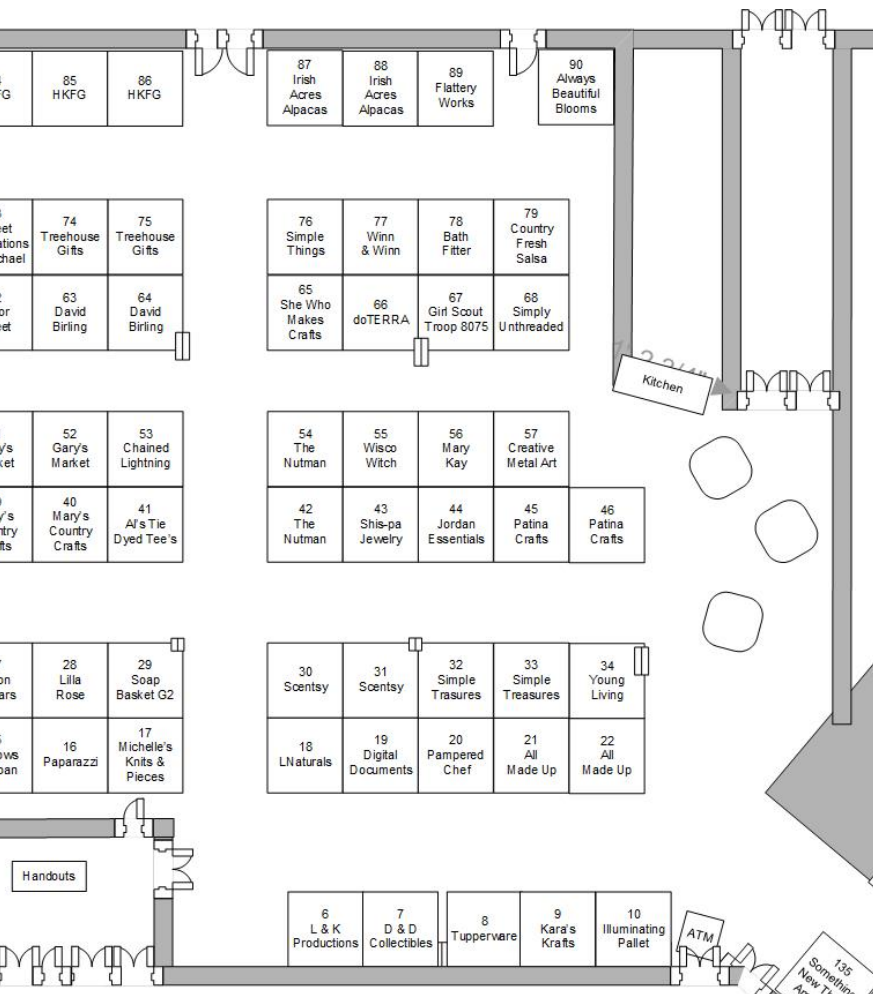 85
HKFG
86
HKFG
87
Irish
Acres
Alpacas
88
Irish
Acres
Alpacas
89
Flattery
Works
90
Always
Beautiful
Blooms
74
Treehouse
Gifts
75
Treehouse
Gifts
76
Simple
Things
77
Winn
& Winn
78
Bath
Fitter
79
Country
Fresh
Salsa
63
David
Birling
64
David
Birling
65
She Who
Makes
Crafts
66
doTERRA
67
Girl Scout
Troop 8075
68
Simply
Unthreaded
Kitchen
52
Gary's
Market
53
Chained
Lightning
54
The
Nutman
55
Wisco
Witch
56
Mary
Kay
57
Creative
Metal Art
40
Mary's
Country
Crafts
41
Al's Tie
Dyed Tee's
42
The
Nutman
43
Shis-pa
Jewelry
44
Jordan
Essentials
45
Patina
Crafts
46
Patina
Crafts
28
Lilla
Rose
29
Soap
Basket G2
30
Scentsy
31
Scentsy
32
Simple
Trasures
33
Simple
Treasures
34
Young
Living
16
Paparazzi
17
Michelle's
Knits &
Pieces
18
LNaturals
19
Digital
Documents
20
Pampered
Chef
21
All
Made Up
22
All
Made Up
Handouts
6
L & K
Productions
7
D & D
Collectibles
8
Tupperware
9
Kara's
Krafts
10
Illuminating
Pallet
ATM
135
Something
New